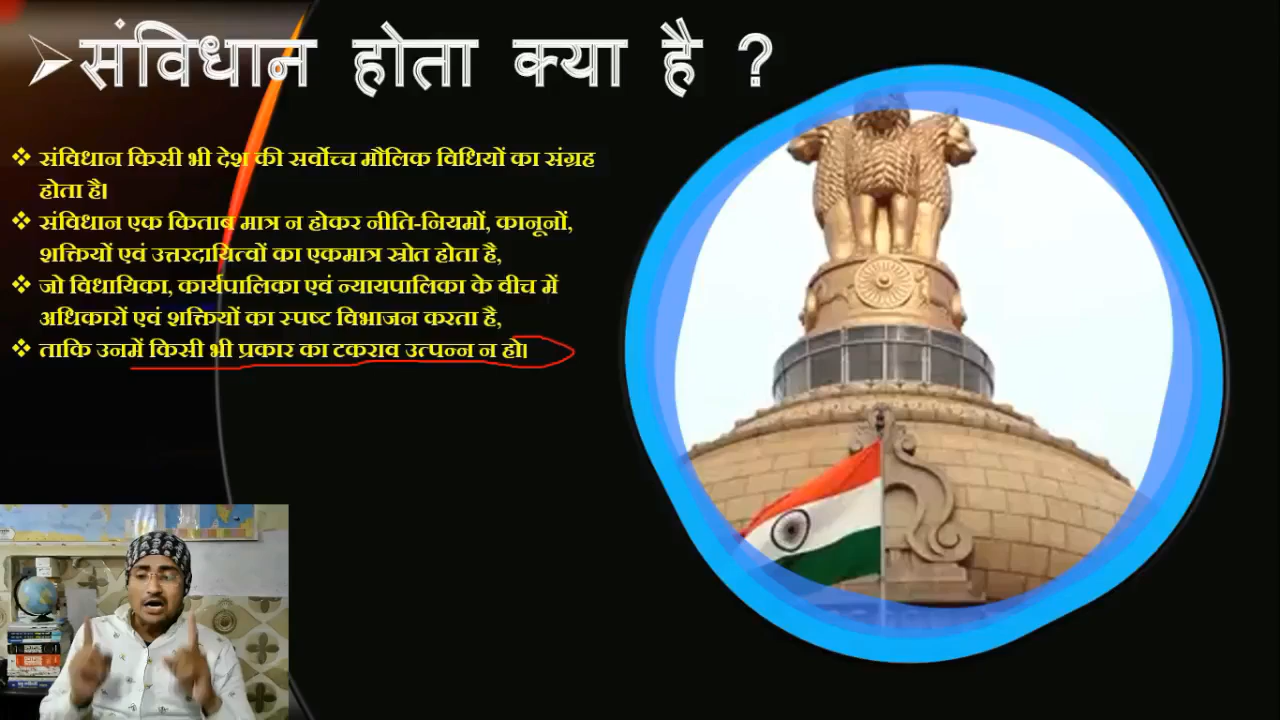 ➢संविधान होता क्या है ?
❖ संविधान किसी भी देश की सर्वोच्च मौलिक विधियों का संग्रह
होता है।
❖ संविधान एक किताब मात्र न होकर नीति-नियमों, कानूनों,
शक्तियों एवं उत्तरदायित्वों का एकमात्र स्रोत होता है,
❖ जो विधायिका, कार्यपालिका एवं न्यायपालिका के वीच में
अधिकारों एवं शक्तियों का स्पष्ट विभाजन करता है,
❖ ताकि उनमें किसी भी प्रकार का टकराव उत्पन्न न हो।